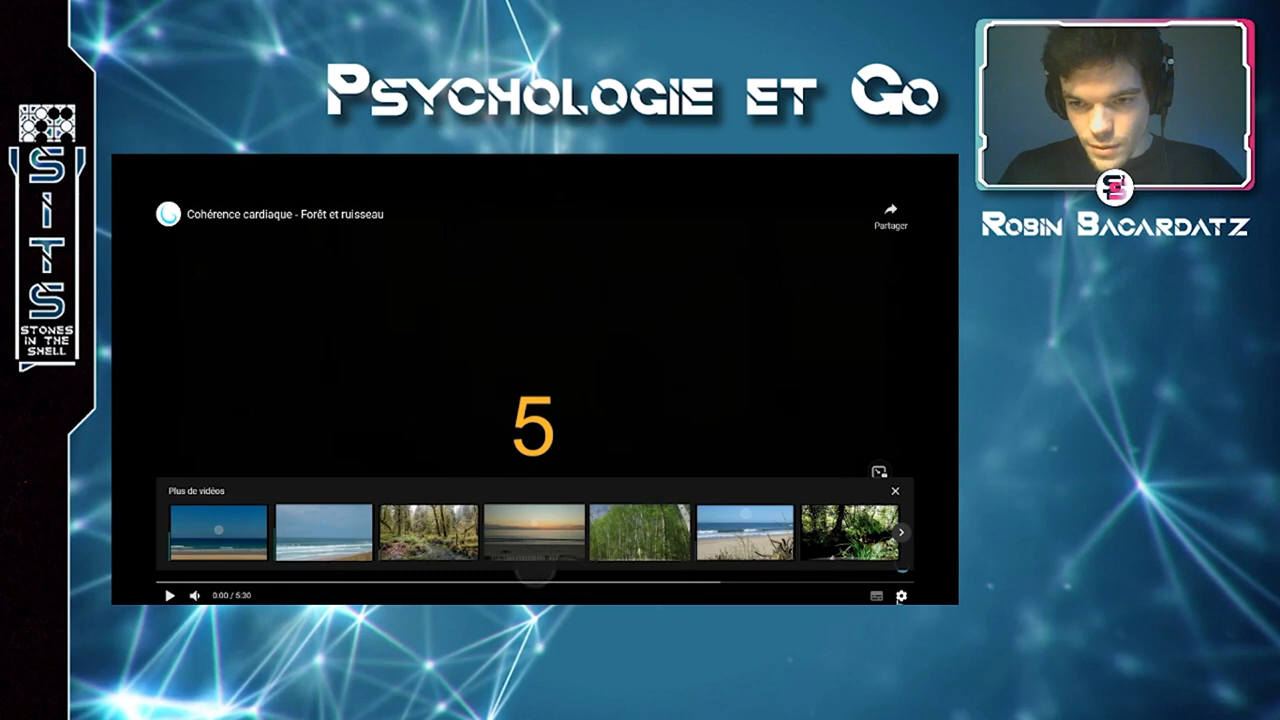 Psychologie et Go
SITS
STONES
IN THE
SHELL
Robin Bacardatz
Cohérence cardiaque - Forêt et ruisseau
Partager
5
Plus de vidéos
0:00 / 5:30